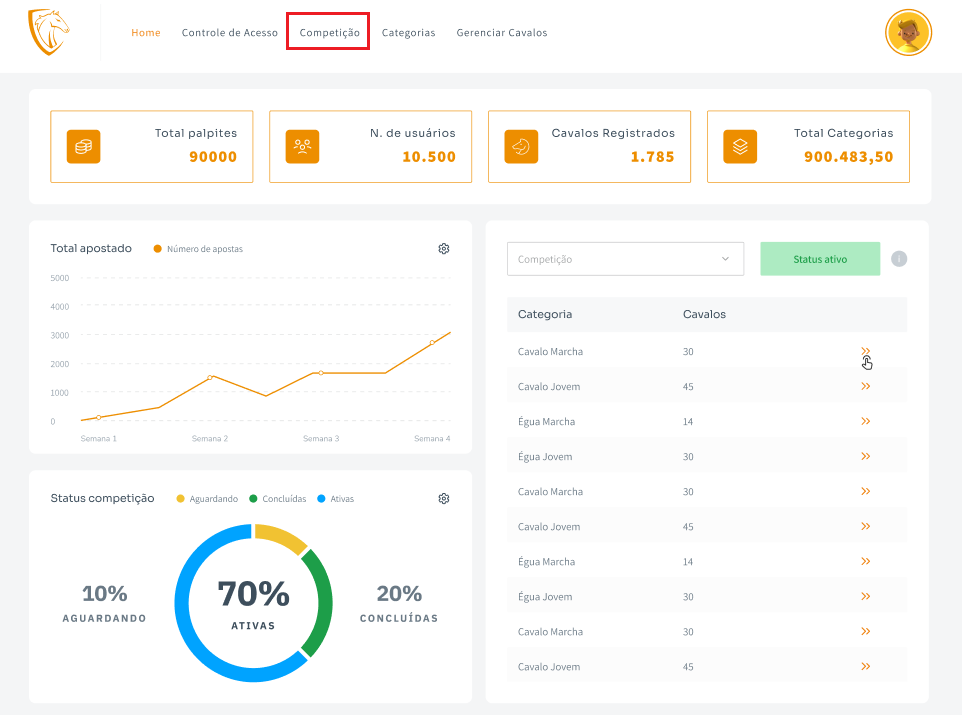 Home Controle de Acesso Competição Categorias Gerenciar Cavalos
Total palpites
90000
N. de usuários
10.500
Cavalos Registrados
1.785
Total Categorias
900.483,50
Total apostado Número de apostas
5000
4000
3000
2000
1000
0
Semana 1 Semana 2 Semana 3 Semana 4
Status competição Aguardando Concluídas Ativas
10%
AGUARDANDO
70%
ATIVAS
20%
CONCLUÍDAS
Competição Status ativo i
Categoria Cavalos
Cavalo Marcha 30
Cavalo Jovem 45
Égua Marcha 14
Égua Jovem 30
Cavalo Marcha 30
Cavalo Jovem 45
Égua Marcha 14
Égua Jovem 30
Cavalo Marcha 30
Cavalo Jovem 45